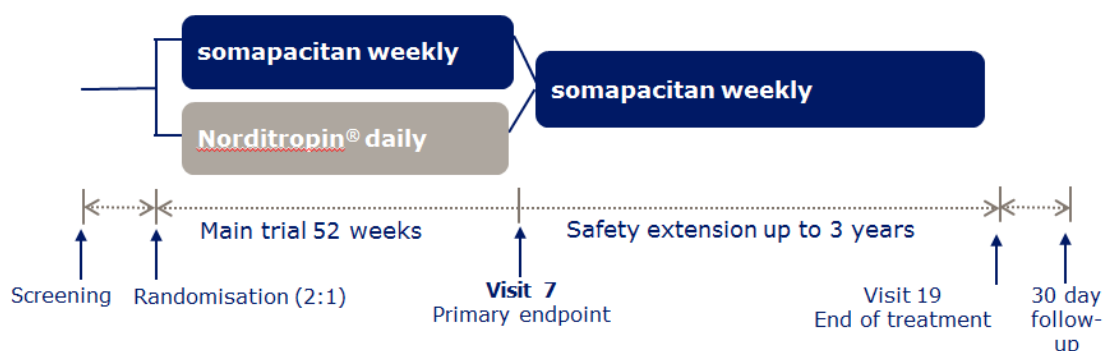 somapacitan weekly
somapacitan weekly
Norditropin® daily
Main trial 52 weeks
Safety extension up to 3 years
Screening
Randomisation (2:1)
Visit 7
Primary endpoint
Visit 19
End of treatment
30 day
follow-
up